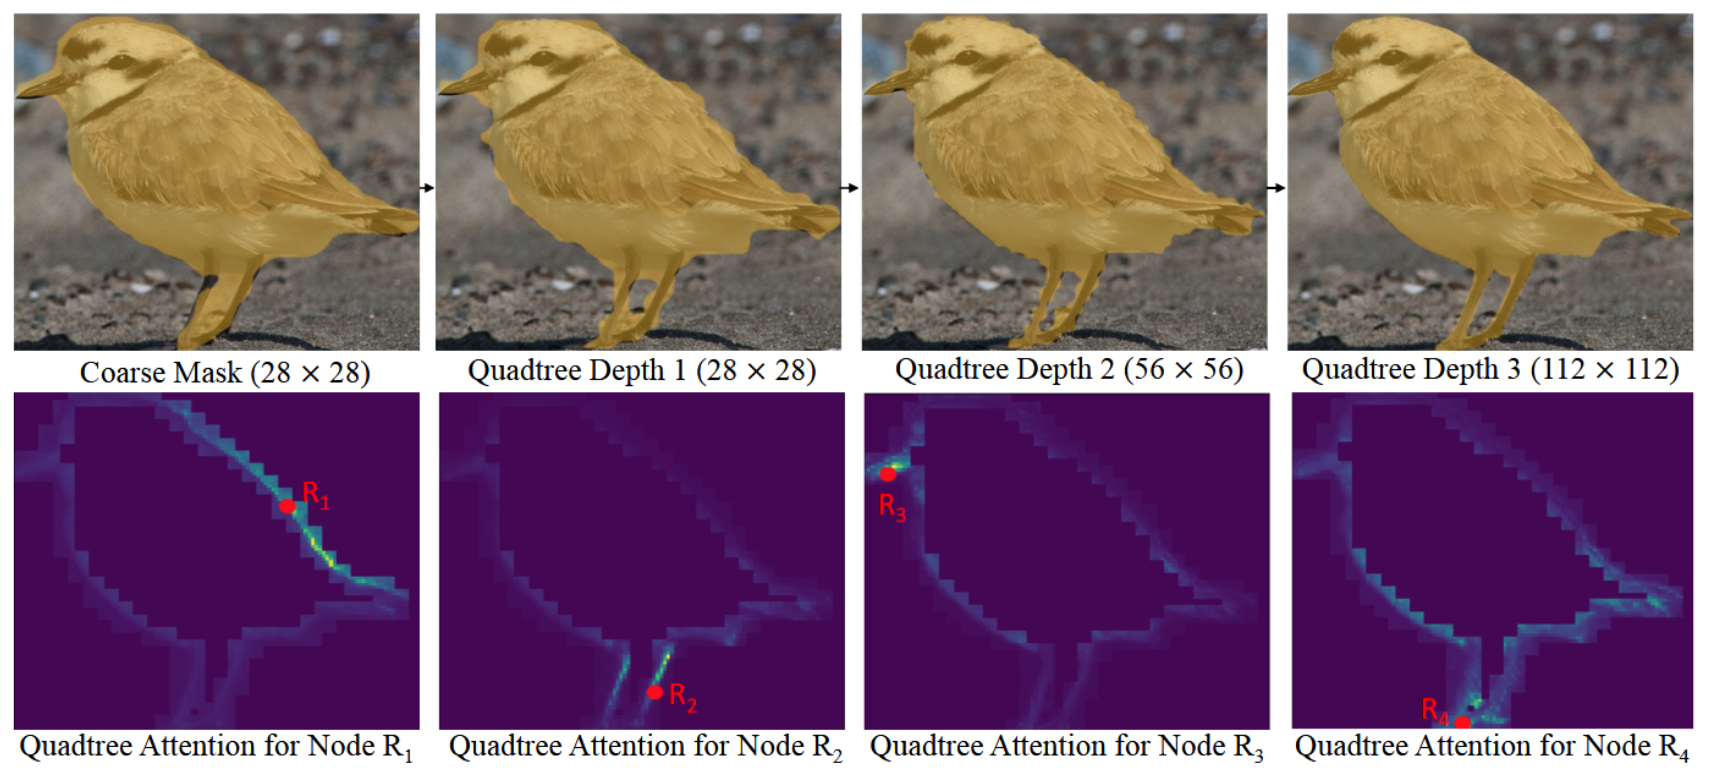 Coarse Mask (28 × 28)
Quadtree Depth 1 (28 × 28)
Quadtree Depth 2 (56 × 56)
Quadtree Depth 3 (112 × 112)
R₁
R₂
R₃
R₄
Quadtree Attention for Node R₁
Quadtree Attention for Node R₂
Quadtree Attention for Node R₃
Quadtree Attention for Node R₄